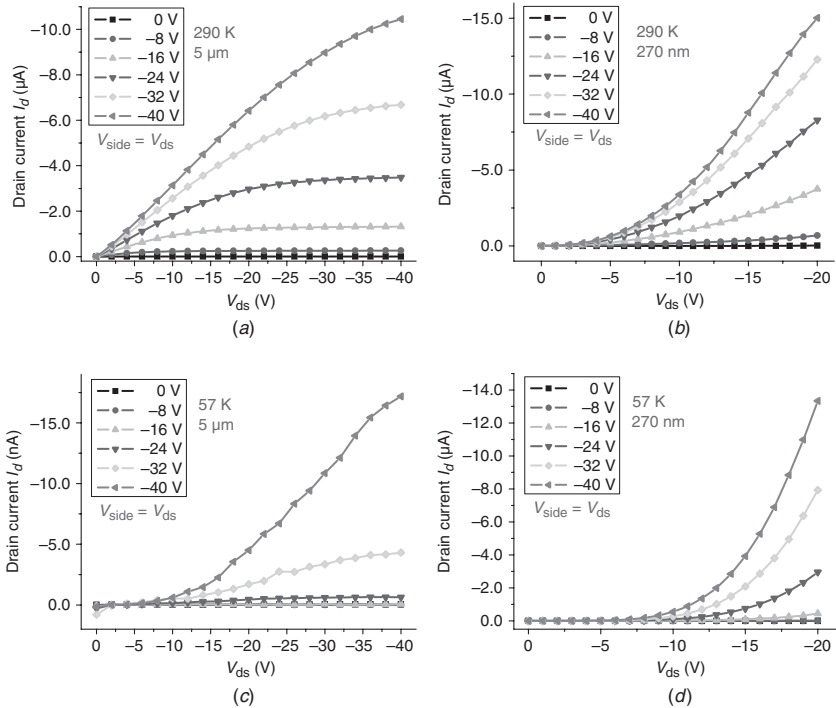 Drain current I_d (μA)
−10.0
−8.0
−6.0
−4.0
−2.0
0.0
0 V
−8 V
−16 V
−24 V
−32 V
−40 V
V_side = V_ds
290 K
5 μm
0 −5 −10 −15 −20 −25 −30 −35 −40
V_ds (V)
(a)
Drain current I_d (μA)
−15.0
−10.0
−5.0
0.0
0 V
−8 V
−16 V
−24 V
−32 V
−40 V
V_side = V_ds
290 K
270 nm
0 −5 −10 −15 −20
V_ds (V)
(b)
Drain current I_d (nA)
−15.0
−10.0
−5.0
0.0
0 V
−8 V
−16 V
−24 V
−32 V
−40 V
V_side = V_ds
57 K
5 μm
0 −5 −10 −15 −20 −25 −30 −35 −40
V_ds (V)
(c)
Drain current I_d (μA)
−14.0
−12.0
−10.0
−8.0
−6.0
−4.0
−2.0
0.0
0 V
−8 V
−16 V
−24 V
−32 V
−40 V
V_side = V_ds
57 K
270 nm
0 −5 −10 −15 −20
V_ds (V)
(d)